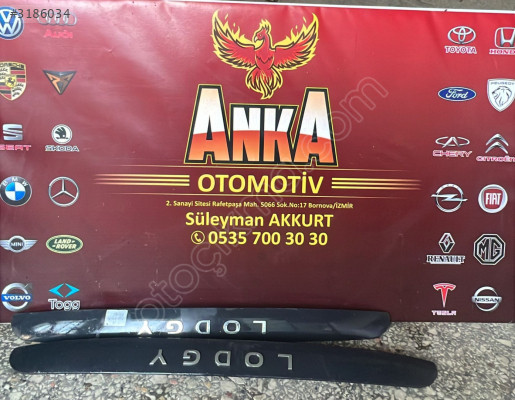 #3186034
Audi
TOYOTA
HONDA
Ford
PEUGEOT
ANKA
SEAT
SKODA
CHERY
CITROËN
OTOMOTİV
2. Sanayi Sitesi Rafetpaşa Mah. 5066 Sok.No:17 Bornova/İZMİR
Süleyman AKKURT
0535 700 30 30
FIAT
MINI
LAND ROVER
RENAULT
MG
VOLVO
Togg
TESLA
NISSAN
LODGY
LODGY